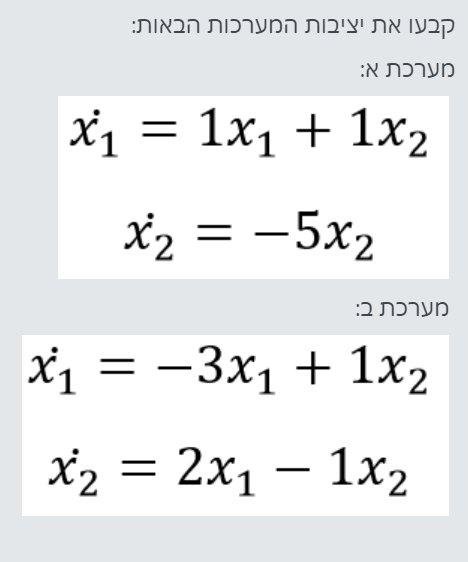 קבעו את יציבות המערכות הבאות:
מערכת א:
ẋ₁ = 1x₁ + 1x₂
ẋ₂ = −5x₂
מערכת ב:
ẋ₁ = −3x₁ + 1x₂
ẋ₂ = 2x₁ − 1x₂